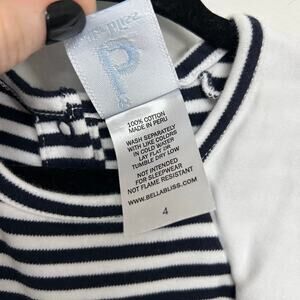 100% COTTON
MADE IN PERU
WASH SEPARATELY
WITH LIKE COLORS
IN COLD WATER
LAY FLAT OR
TUMBLE DRY LOW
NOT INTENDED
FOR SLEEPWEAR
NOT FLAME RESISTANT
WWW.BELLABLISS.COM
4